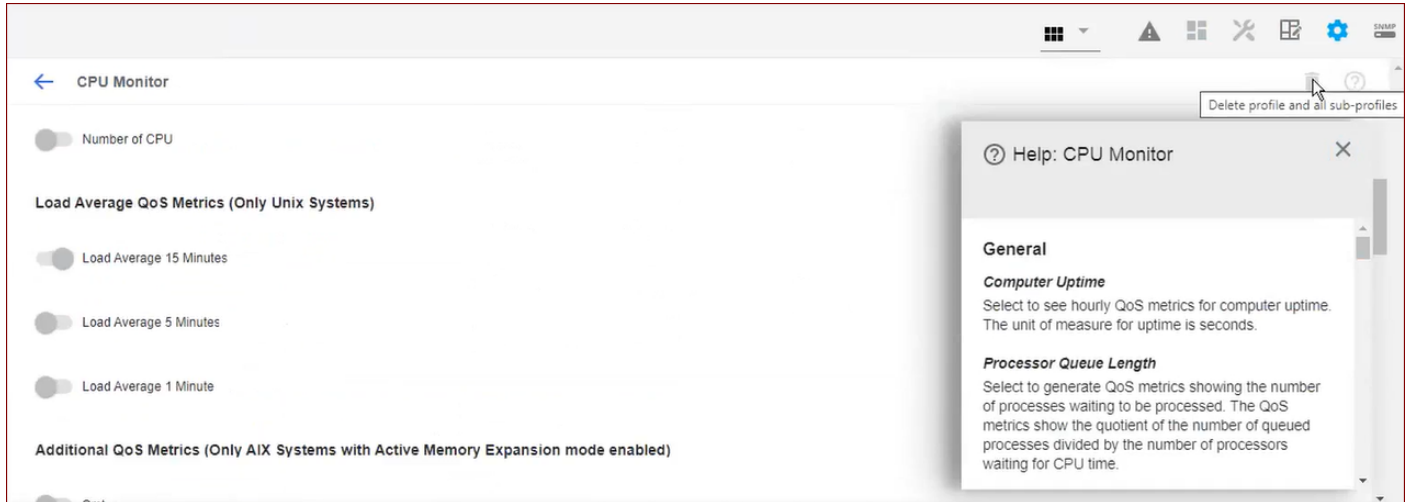 SNMP
CPU Monitor
Delete profile and all sub-profiles
Number of CPU
Load Average QoS Metrics (Only Unix Systems)
Load Average 15 Minutes
Load Average 5 Minutes
Load Average 1 Minute
Additional QoS Metrics (Only AIX Systems with Active Memory Expansion mode enabled)
Help: CPU Monitor
General
Computer Uptime
Select to see hourly QoS metrics for computer uptime.
The unit of measure for uptime is seconds.
Processor Queue Length
Select to generate QoS metrics showing the number
of processes waiting to be processed. The QoS
metrics show the quotient of the number of queued
processes divided by the number of processors
waiting for CPU time.